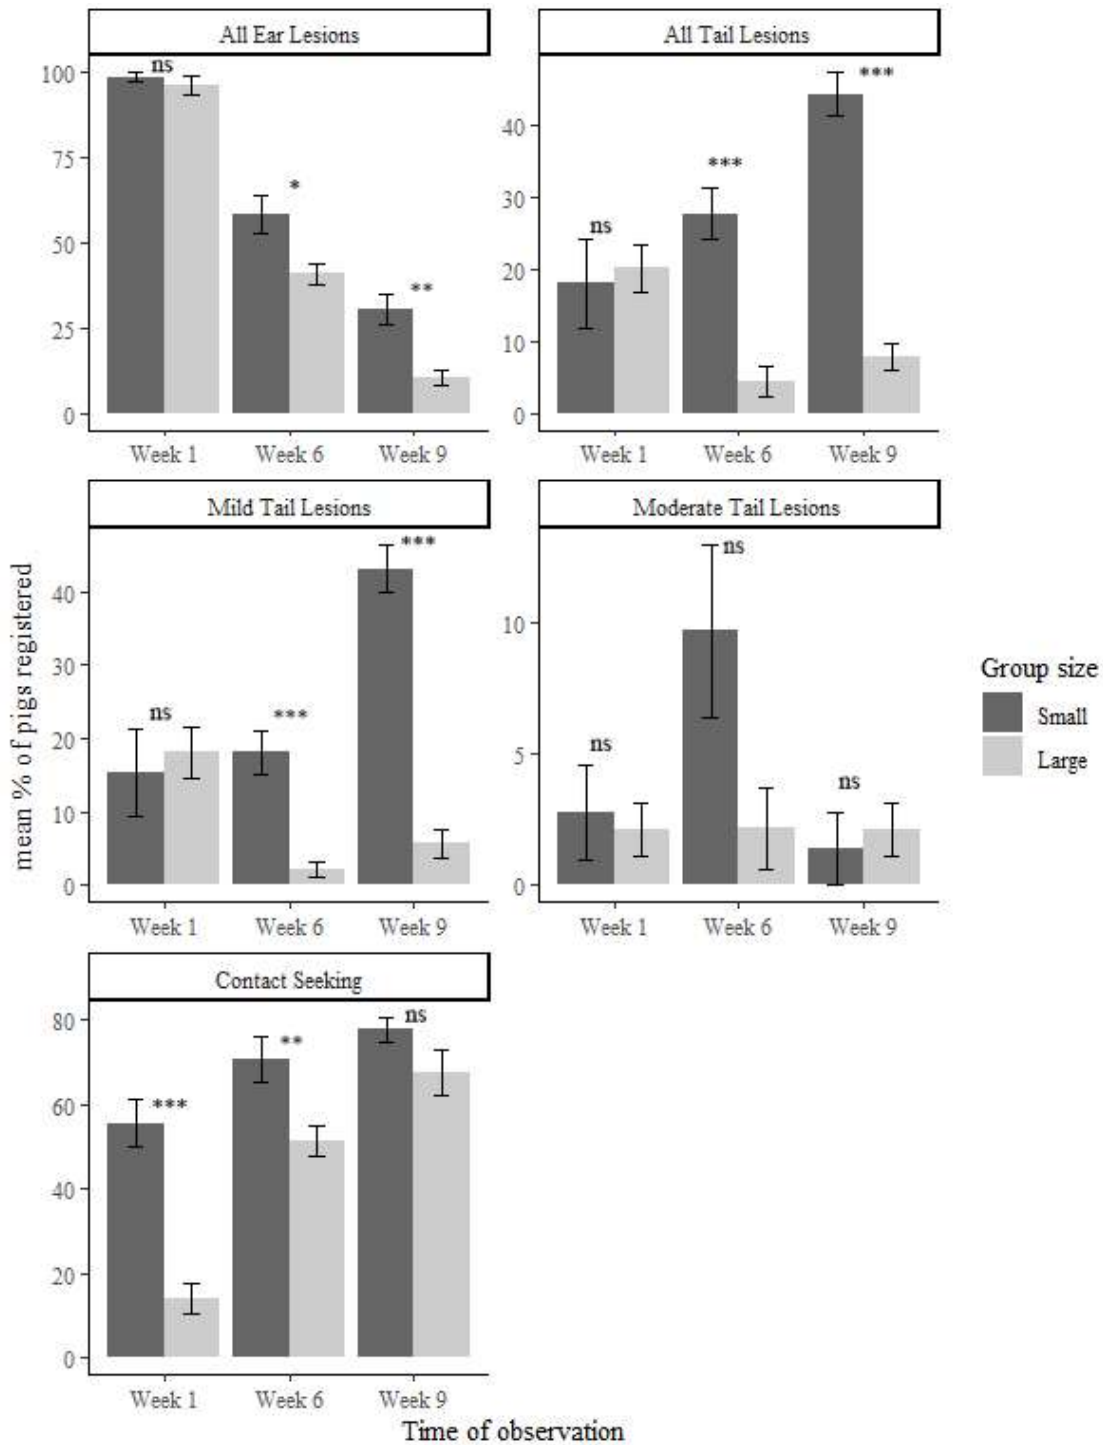 All Ear Lesions
100
75
50
25
0
ns
*
**
Week 1 Week 6 Week 9
All Tail Lesions
40
30
20
10
0
ns
***
***
Week 1 Week 6 Week 9
mean % of pigs registered
Mild Tail Lesions
40
30
20
10
0
ns
***
***
Week 1 Week 6 Week 9
Moderate Tail Lesions
10
5
0
ns
ns
ns
Week 1 Week 6 Week 9
Group size
Small
Large
Contact Seeking
80
60
40
20
0
***
**
ns
Week 1 Week 6 Week 9
Time of observation